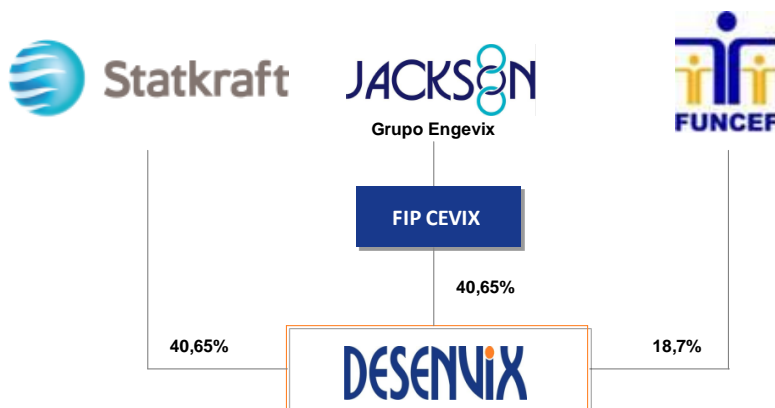 Statkraft
JACKSON
Grupo Engevix
FUNCEF
FIP CEVIX
40,65%
40,65%
18,7%
DESENVIX